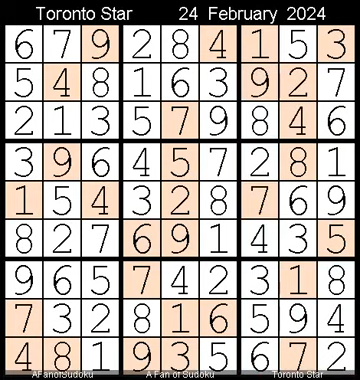 Toronto Star 24 February 2024
6 7 9 2 8 4 1 5 3
5 4 8 1 6 3 9 2 7
2 1 3 5 7 9 8 4 6
3 9 6 4 5 7 2 8 1
1 5 4 3 2 8 7 6 9
8 2 7 6 9 1 4 3 5
9 6 5 7 4 2 3 1 8
7 3 2 8 1 6 5 9 4
4 8 1 9 3 5 6 7 2
AFanofSudoku A Fan of Sudoku Toronto Star